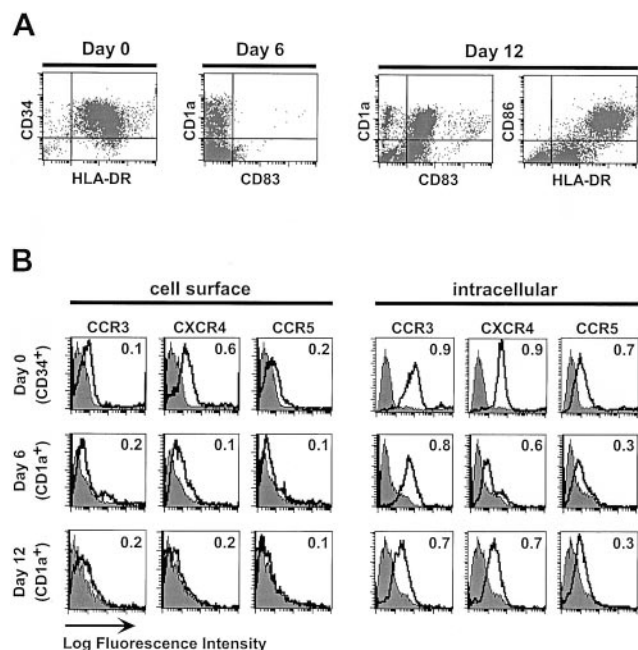 A
Day 0
Day 6
Day 12
CD34
HLA-DR
CD1a
CD83
CD1a
CD83
CD86
HLA-DR
B
cell surface
intracellular
CCR3 CXCR4 CCR5 CCR3 CXCR4 CCR5
Day 0
(CD34+)
0.1 0.6 0.2 0.9 0.9 0.7
Day 6
(CD1a+)
0.2 0.1 0.1 0.8 0.6 0.3
Day 12
(CD1a+)
0.2 0.2 0.1 0.7 0.7 0.3
Log Fluorescence Intensity